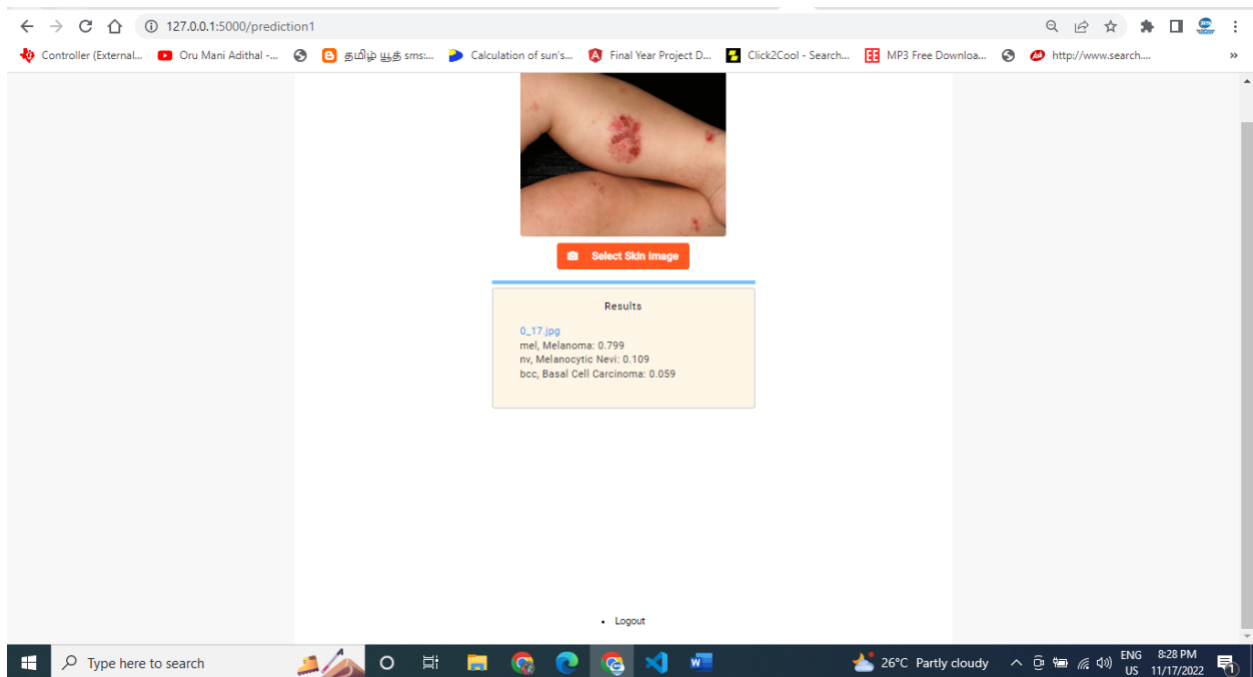 127.0.0.1:5000/prediction1
Controller (External... Oru Mani Adithal -... தமிழ் யூத் sms:... Calculation of sun's... Final Year Project D... Click2Cool - Search... EE MP3 Free Downloa... Ask http://www.search.... »
Select Skin Image
Results
0_17.jpg
mel, Melanoma: 0.799
nv, Melanocytic Nevi: 0.109
bcc, Basal Cell Carcinoma: 0.059
• Logout
Type here to search 26°C Partly cloudy ENG 8:28 PM
US 11/17/2022 1